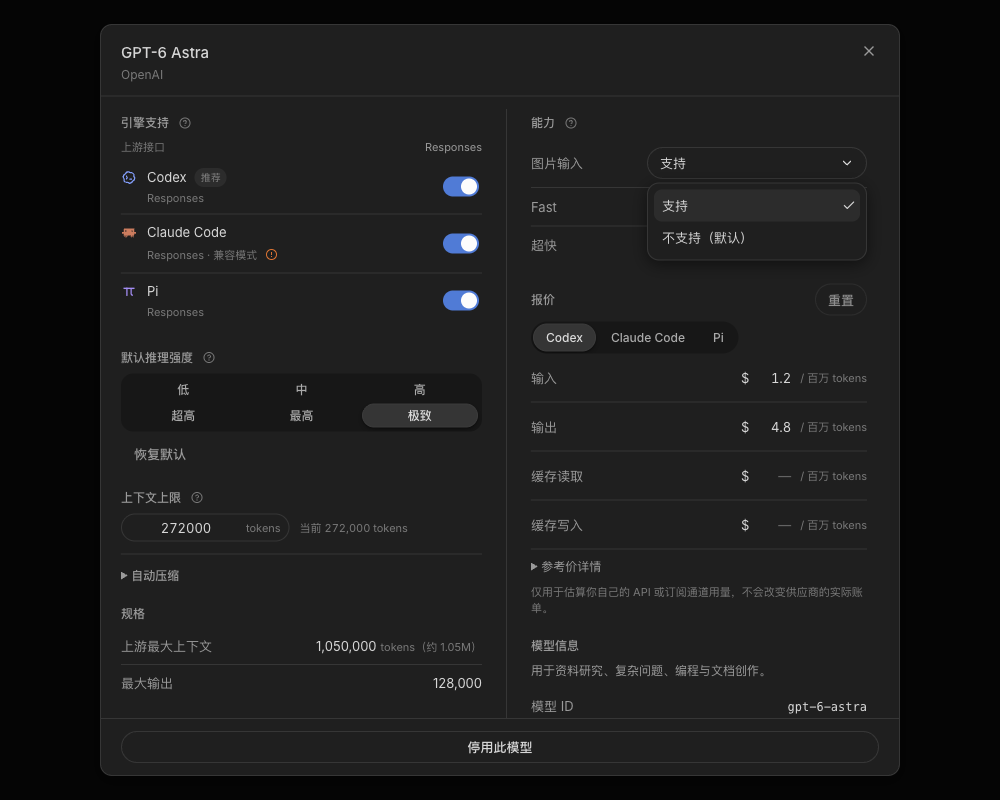 GPT-6 Astra
OpenAI
引擎支持
上游接口 Responses
Codex 推荐
Responses
Claude Code
Responses · 兼容模式
Pi
Responses
默认推理强度
低 中 高
超高 最高 极致
恢复默认
上下文上限
272000 tokens 当前 272,000 tokens
自动压缩
规格
上游最大上下文 1,050,000 tokens（约 1.05M）
最大输出 128,000
能力
图片输入 支持
支持
Fast
不支持（默认）
超快
报价 重置
Codex Claude Code Pi
输入 $ 1.2 / 百万 tokens
输出 $ 4.8 / 百万 tokens
缓存读取 $ — / 百万 tokens
缓存写入 $ — / 百万 tokens
参考价详情
仅用于估算你自己的 API 或订阅通道用量，不会改变供应商的实际账
单。
模型信息
用于资料研究、复杂问题、编程与文档创作。
模型 ID gpt-6-astra
停用此模型